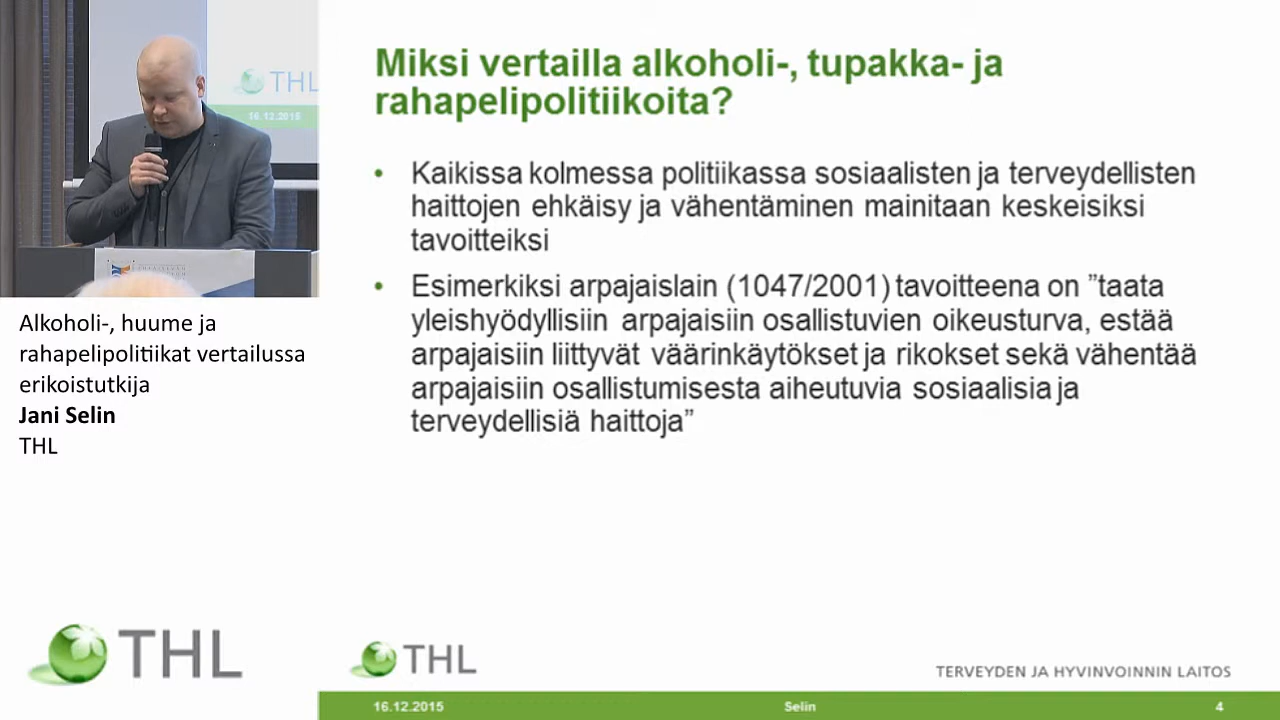 THL
16.12.2015
Alkoholi-, huume ja
rahapelipolitiikat vertailussa
erikoistutkija
Jani Selin
THL
THL
Miksi vertailla alkoholi-, tupakka- ja
rahapelipolitiikoita?
• Kaikissa kolmessa politiikassa sosiaalisten ja terveydellisten
haittojen ehkäisy ja vähentäminen mainitaan keskeisiksi
tavoitteiksi
• Esimerkiksi arpajaislain (1047/2001) tavoitteena on ”taata
yleishyödyllisiin arpajaisiin osallistuvien oikeusturva, estää
arpajaisiin liittyvät väärinkäytökset ja rikokset sekä vähentää
arpajaisiin osallistumisesta aiheutuvia sosiaalisia ja
terveydellisiä haittoja”
THL
TERVEYDEN JA HYVINVOINNIN LAITOS
16.12.2015 Selin 4